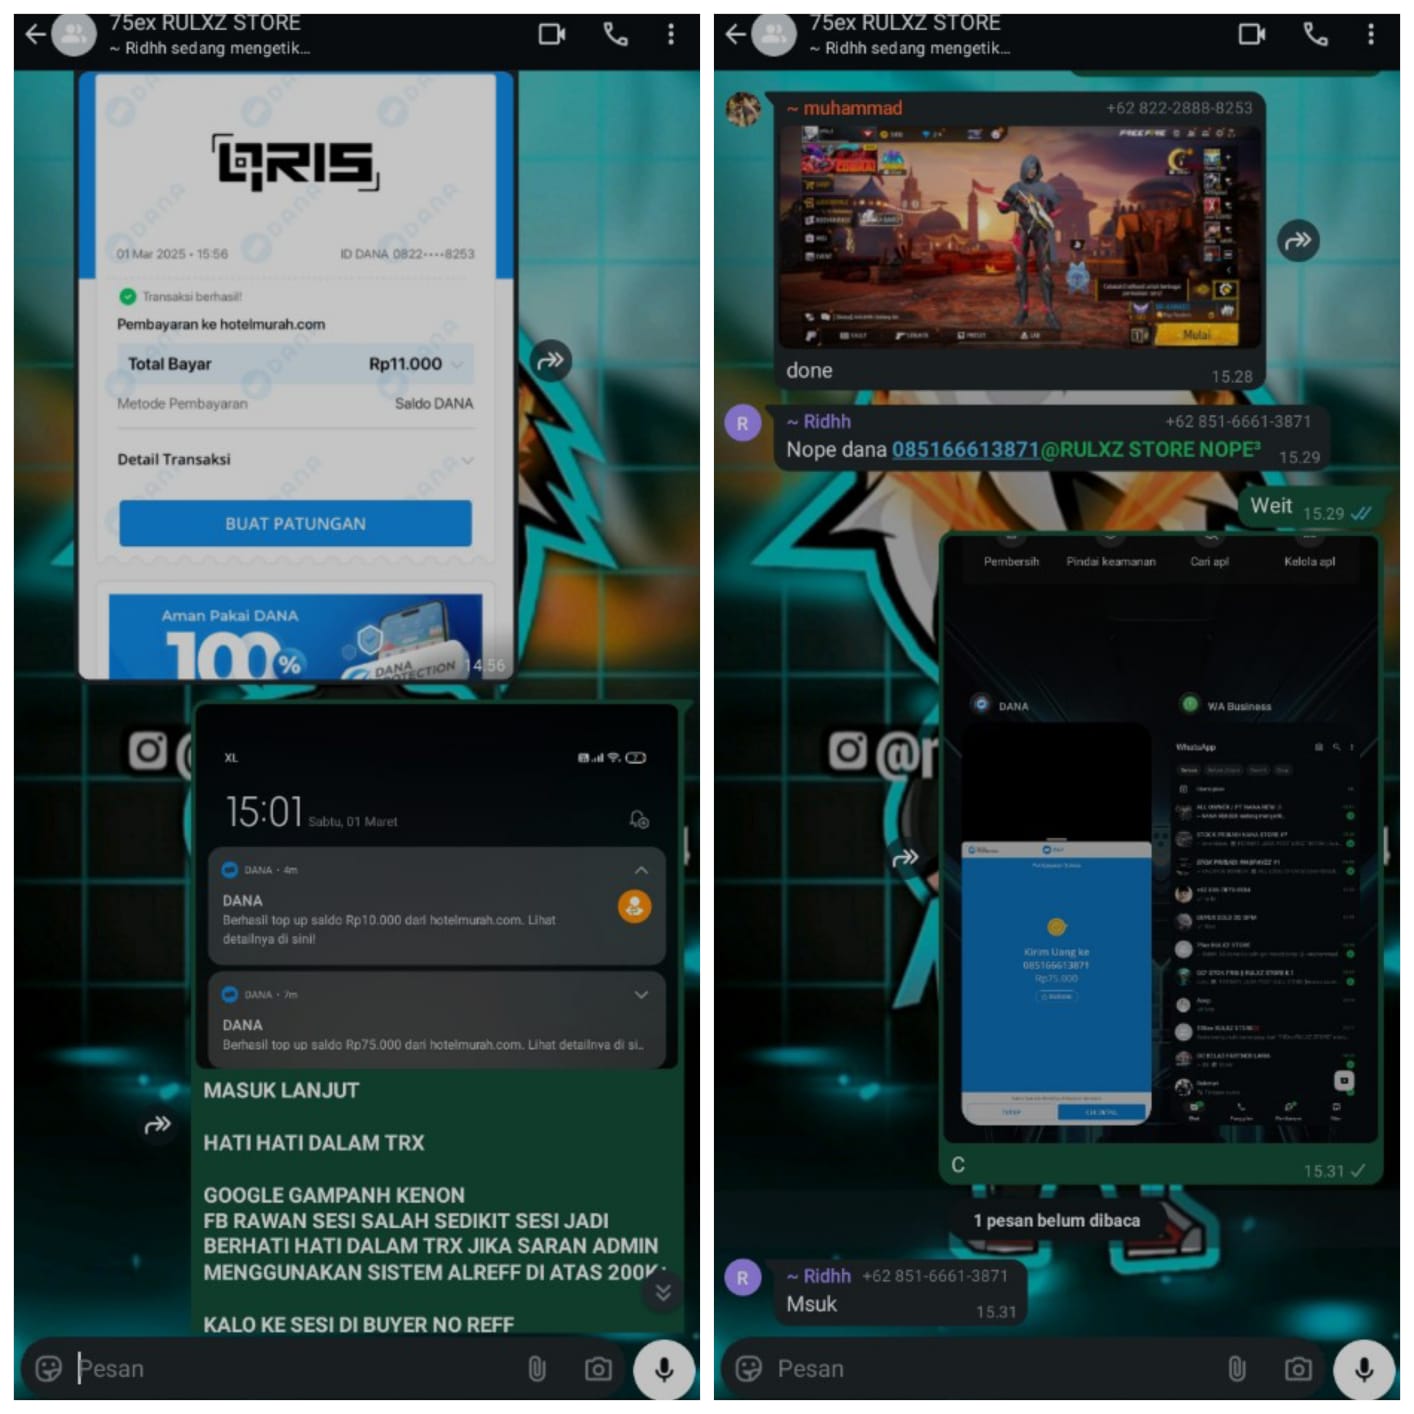 75ex RULXZ STORE
~ Ridhh sedang mengetik...
QRIS
01 Mar 2025 • 15:56
ID DANA 0822····8253
Transaksi berhasil!
Pembayaran ke hotelmurah.com
Total Bayar
Rp11.000
Metode Pembayaran
Saldo DANA
Detail Transaksi
BUAT PATUNGAN
Aman Pakai DANA
100%
DANA
PROTECTION
14.56
XL
15:01 Sabtu, 01 Maret
DANA • 4m
DANA
Berhasil top up saldo Rp10.000 dari hotelmurah.com. Lihat
detailnya di sini!
DANA • 7m
DANA
Berhasil top up saldo Rp75.000 dari hotelmurah.com. Lihat detailnya di si..
MASUK LANJUT
HATI HATI DALAM TRX
GOOGLE GAMPANH KENON
FB RAWAN SESI SALAH SEDIKIT SESI JADI
BERHATI HATI DALAM TRX JIKA SARAN ADMIN
MENGGUNAKAN SISTEM ALREFF DI ATAS 200K
KALO KE SESI DI BUYER NO REFF
Pesan
75ex RULXZ STORE
~ Ridhh sedang mengetik...
~ muhammad
+62 822-2888-8253
FREE FIRE
Mulai
done
15.28
R
~ Ridhh
+62 851-6661-3871
Nope dana 085166613871@RULXZ STORE NOPE³
15.29
Weit
15.29
Pembersih
Pindai keamanan
Cari apl
Kelola apl
DANA
WA Business
WhatsApp
Kirim Uang ke
085166613871
Rp75.000
C
15.31
1 pesan belum dibaca
R
~ Ridhh +62 851-6661-3871
Msuk
15.31
Pesan